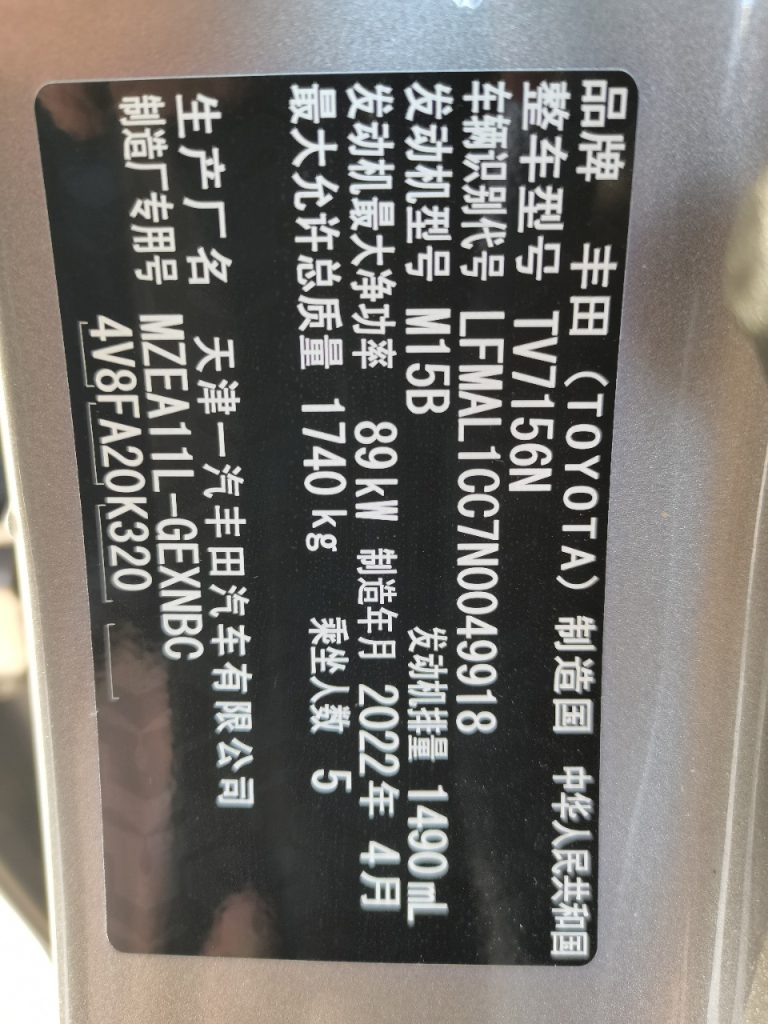 品牌 丰田 (TOYOTA) 制造国 中华人民共和国
整车型号 TV7156N
车辆识别代号 LFMAL1CC7N0049918
发动机型号 M15B 发动机排量 1490mL
发动机最大净功率 89kW 制造年月 2022年 4月
最大允许总质量 1740kg 乘坐人数 5
生产厂名 天津一汽丰田汽车有限公司
制造厂专用号 MZEA11L-GEXNBC
4V8FA20K320